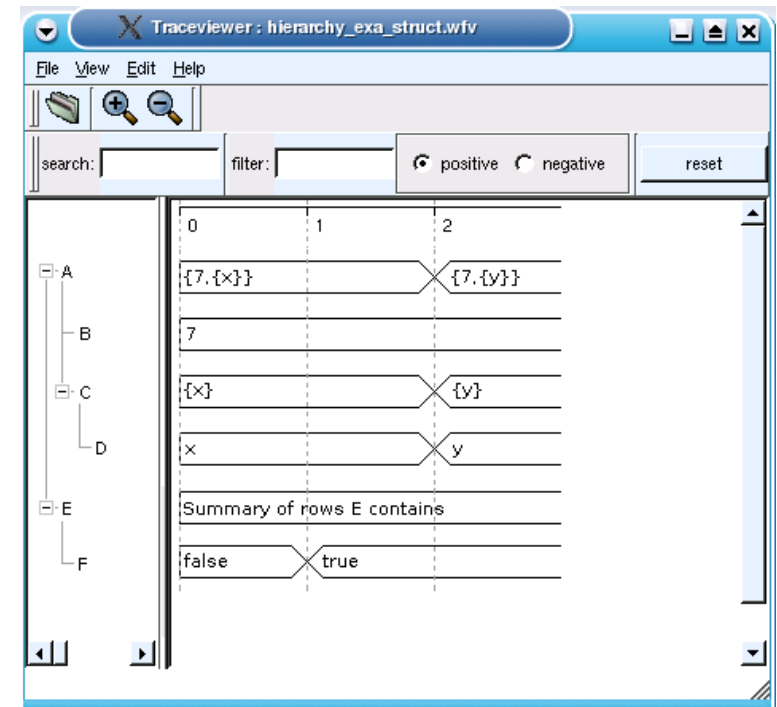 Traceviewer : hierarchy_exa_struct.wfv
File View Edit Help
search: filter: positive negative reset
0 1 2
A {7.{x}} {7.{y}}
B 7
C {x} {y}
D x y
E Summary of rows E contains
F false true